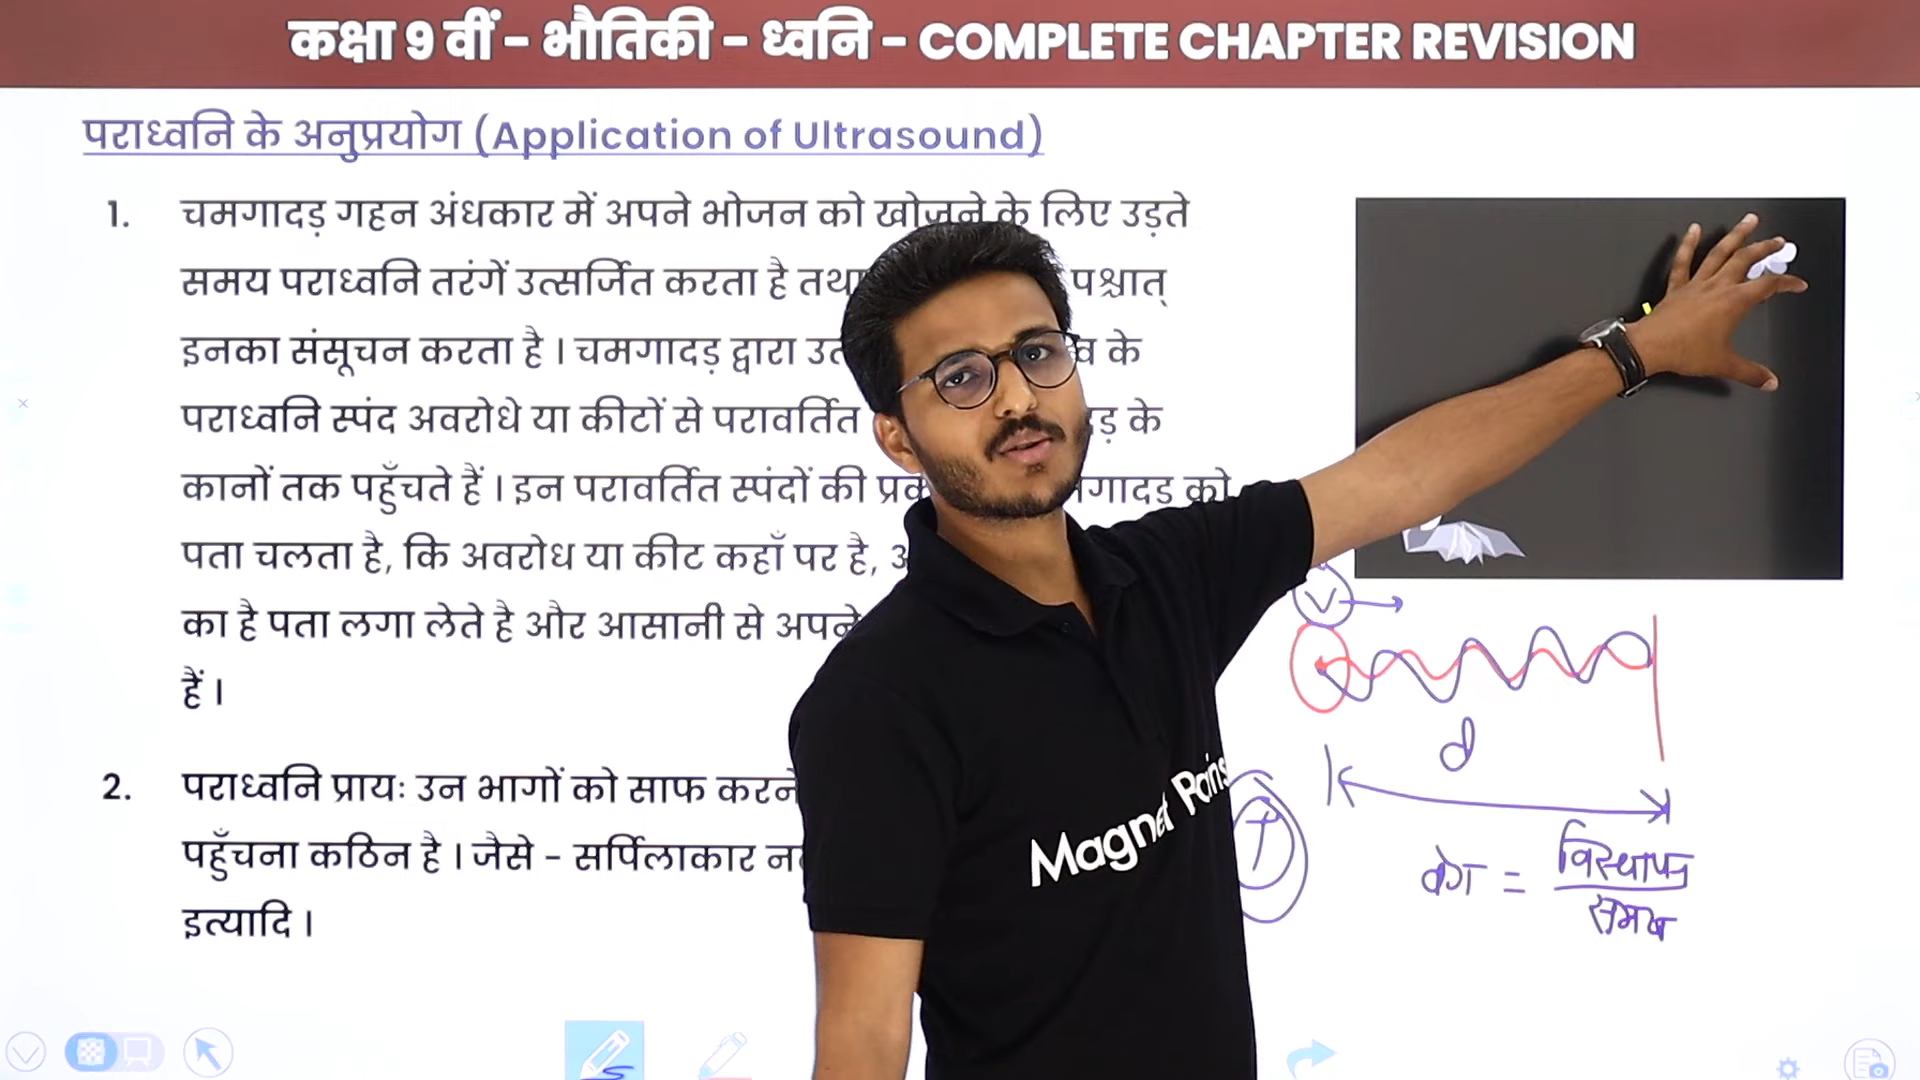 कक्षा 9 वीं - भौतिकी - ध्वनि - COMPLETE CHAPTER REVISION
पराध्वनि के अनुप्रयोग (Application of Ultrasound)
1. चमगादड़ गहन अंधकार में अपने भोजन को खोजने के लिए उड़ते
समय पराध्वनि तरंगें उत्सर्जित करता है तथा पश्चात्
इनका संसूचन करता है । चमगादड़ द्वारा के
पराध्वनि स्पंद अवरोधे या कीटों से परावर्तित के
कानों तक पहुँचते हैं । इन परावर्तित स्पंदों की को
पता चलता है, कि अवरोध या कीट कहाँ पर है,
का है पता लगा लेते है और आसानी से अपने
हैं ।
2. पराध्वनि प्रायः उन भागों को साफ करने
पहुँचना कठिन है । जैसे - सर्पिलाकार
इत्यादि ।
V
d
वेग = विस्थापन
समय
Magnet Pains